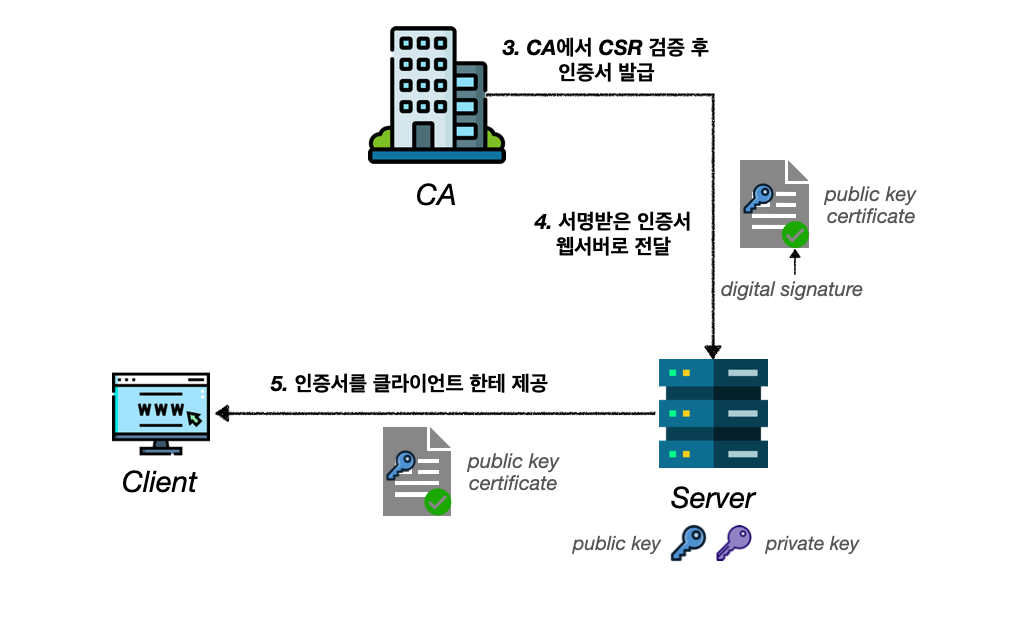 3. CA에서 CSR 검증 후
인증서 발급
CA
public key
certificate
4. 서명받은 인증서
웹서버로 전달
digital signature
5. 인증서를 클라이언트 한테 제공
WWW
Client
public key
certificate
Server
public key
private key